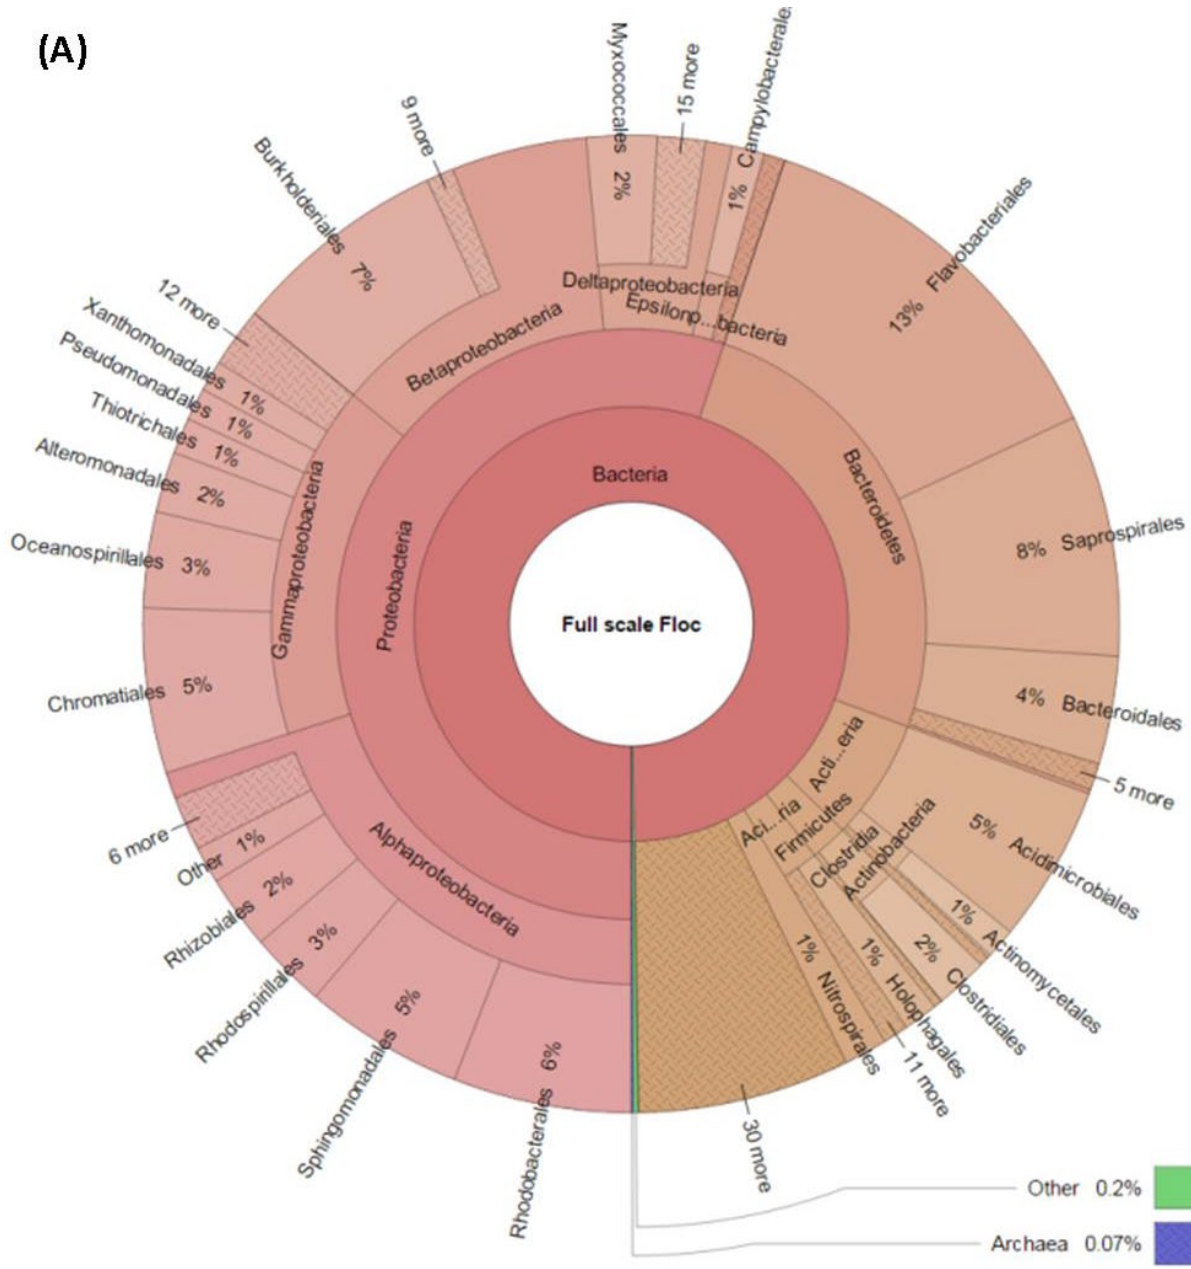 (A)
Myxococcales 2%
15 more
1% Campylobacterale
9 more
Burkholderiales 7%
12 more
Xanthomonadales 1%
Pseudomonadales 1%
Thiotrichales 1%
Alteromonadales 2%
Oceanospirillales 3%
Chromatiales 5%
6 more
Other 1%
Rhizobiales 2%
Rhodospirillales 3%
Sphingomonadales 5%
Rhodobacterales 6%
13% Flavobacteriales
8% Saprospirales
4% Bacteroidales
5 more
5% Acidimicrobiales
1% Actinomycetales
2% Clostridiales
1% Holophagales
11 more
1% Nitrospirales
30 more
Deltaproteobacteria
Epsilonp...bacteria
Betaproteobacteria
Gammaproteobacteria
Alphaproteobacteria
Proteobacteria
Bacteria
Bacteroidetes
Acti...eria
Firmicutes
Aci...ria
Clostridia
Actinobacteria
Full scale Floc
Other 0.2%
Archaea 0.07%